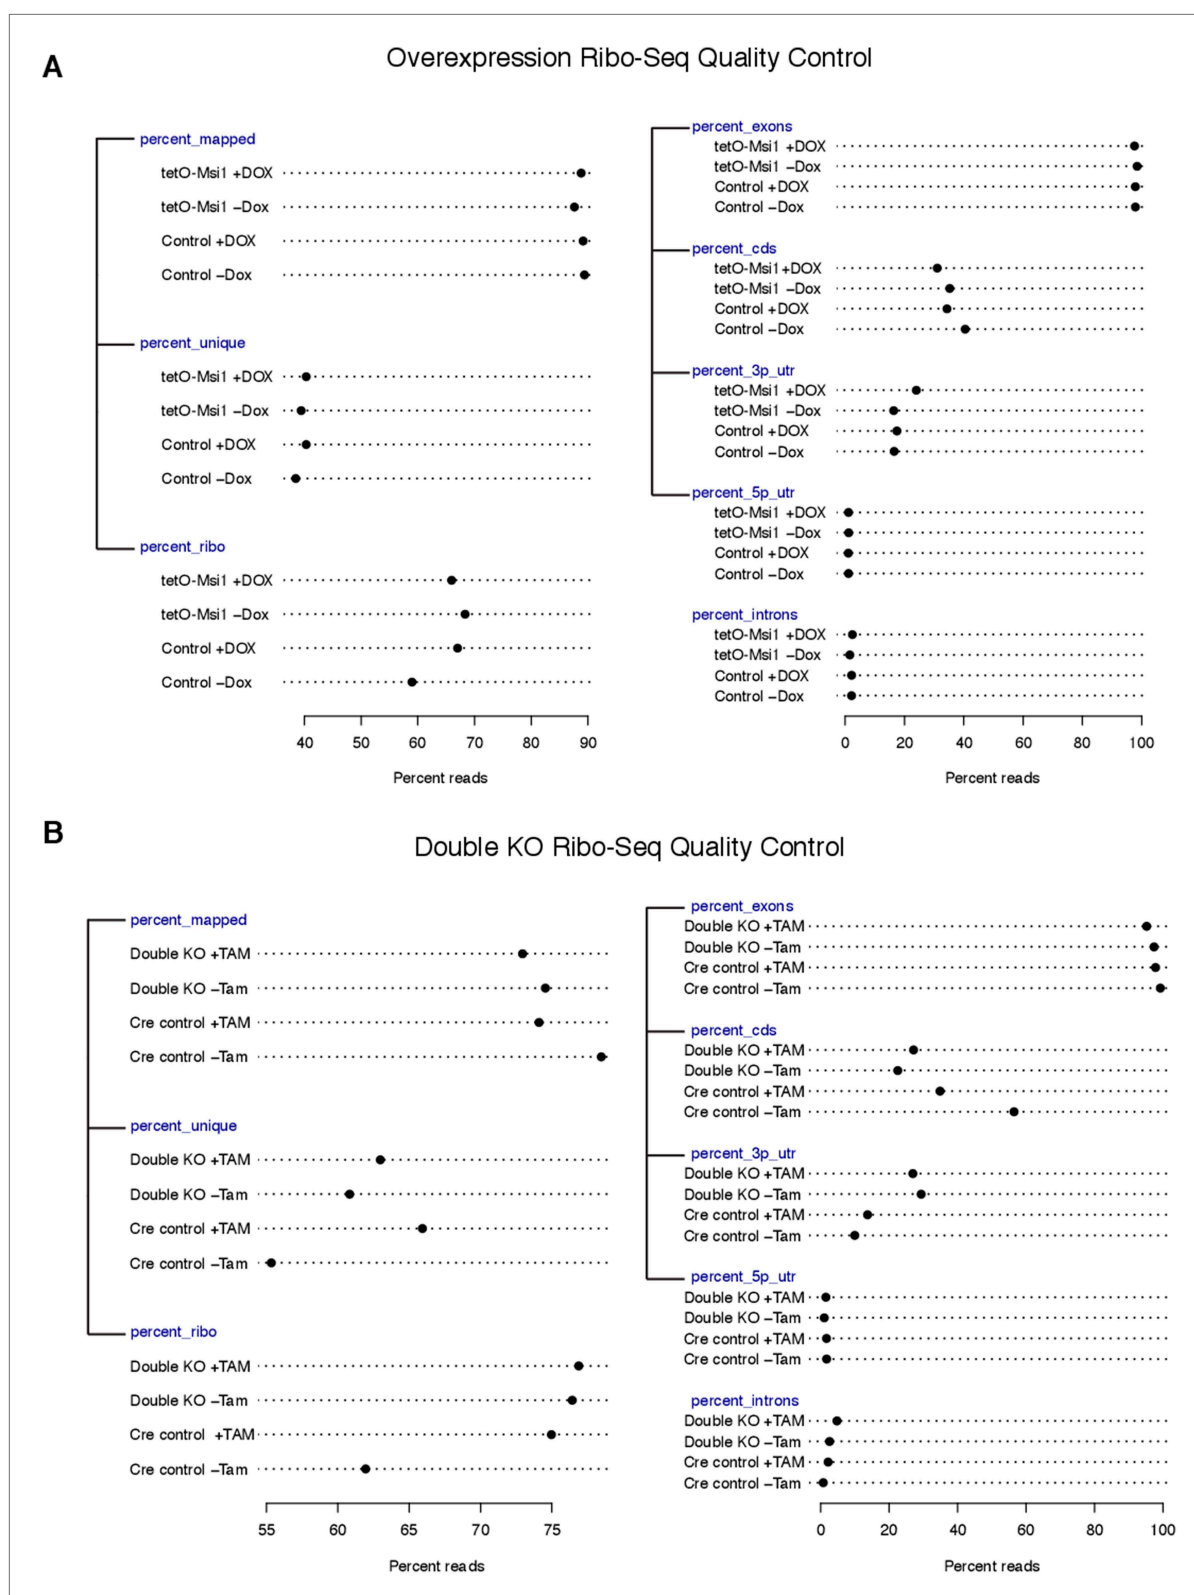 A
Overexpression Ribo-Seq Quality Control
percent_mapped
tetO-Msi1 +DOX
tetO-Msi1 −Dox
Control +DOX
Control −Dox
percent_unique
tetO-Msi1 +DOX
tetO-Msi1 −Dox
Control +DOX
Control −Dox
percent_ribo
tetO-Msi1 +DOX
tetO-Msi1 −Dox
Control +DOX
Control −Dox
40 50 60 70 80 90
Percent reads
percent_exons
tetO-Msi1 +DOX
tetO-Msi1 −Dox
Control +DOX
Control −Dox
percent_cds
tetO-Msi1 +DOX
tetO-Msi1 −Dox
Control +DOX
Control −Dox
percent_3p_utr
tetO-Msi1 +DOX
tetO-Msi1 −Dox
Control +DOX
Control −Dox
percent_5p_utr
tetO-Msi1 +DOX
tetO-Msi1 −Dox
Control +DOX
Control −Dox
percent_introns
tetO-Msi1 +DOX
tetO-Msi1 −Dox
Control +DOX
Control −Dox
0 20 40 60 80 100
Percent reads
B
Double KO Ribo-Seq Quality Control
percent_mapped
Double KO +TAM
Double KO −Tam
Cre control +TAM
Cre control −Tam
percent_unique
Double KO +TAM
Double KO −Tam
Cre control +TAM
Cre control −Tam
percent_ribo
Double KO +TAM
Double KO −Tam
Cre control +TAM
Cre control −Tam
55 60 65 70 75
Percent reads
percent_exons
Double KO +TAM
Double KO −Tam
Cre control +TAM
Cre control −Tam
percent_cds
Double KO +TAM
Double KO −Tam
Cre control +TAM
Cre control −Tam
percent_3p_utr
Double KO +TAM
Double KO −Tam
Cre control +TAM
Cre control −Tam
percent_5p_utr
Double KO +TAM
Double KO −Tam
Cre control +TAM
Cre control −Tam
percent_introns
Double KO +TAM
Double KO −Tam
Cre control +TAM
Cre control −Tam
0 20 40 60 80 100
Percent reads